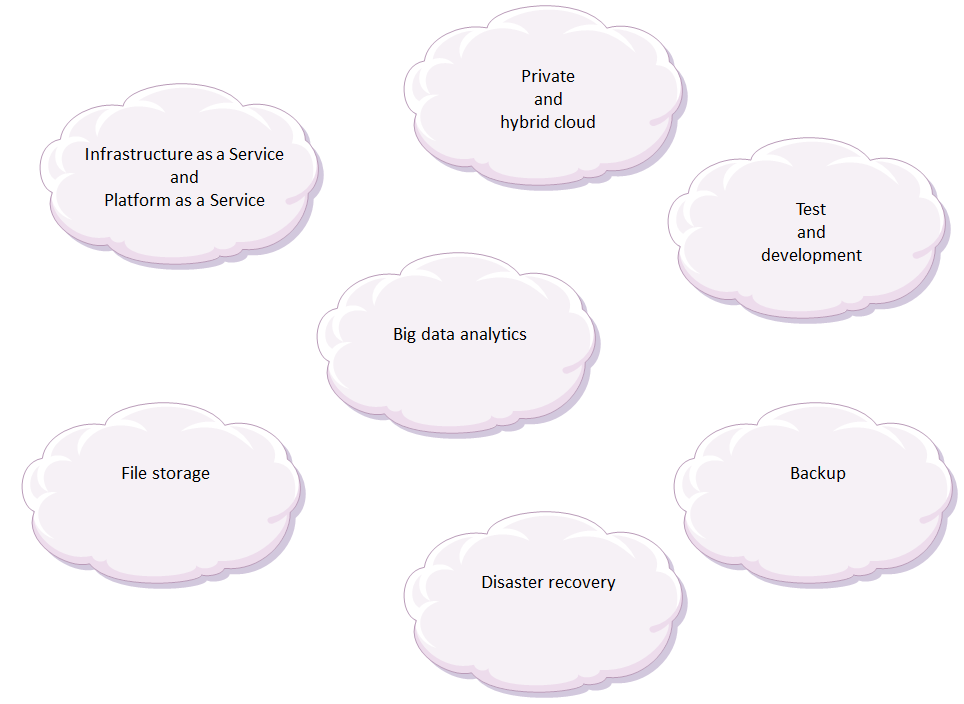 Private
and
hybrid cloud
Infrastructure as a Service
and
Platform as a Service
Test
and
development
Big data analytics
File storage
Backup
Disaster recovery